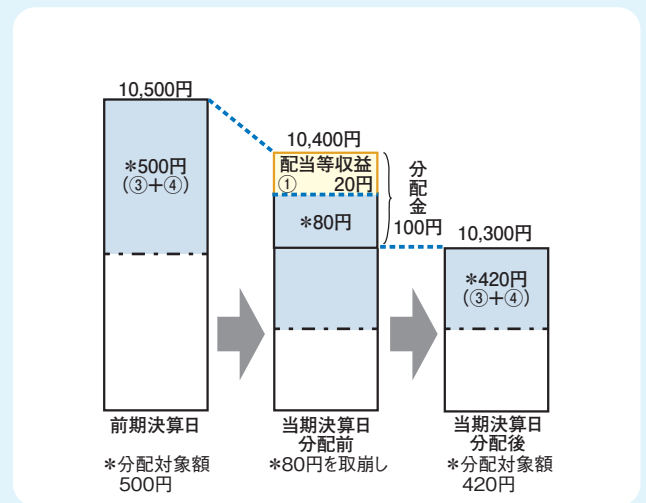 10,500円
＊500円
（③＋④）
前期決算日
＊分配対象額
500円
10,400円
配当等収益
① 20円
＊80円
分配金
100円
当期決算日
分配前
＊80円を取崩し
10,300円
＊420円
（③＋④）
当期決算日
分配後
＊分配対象額
420円